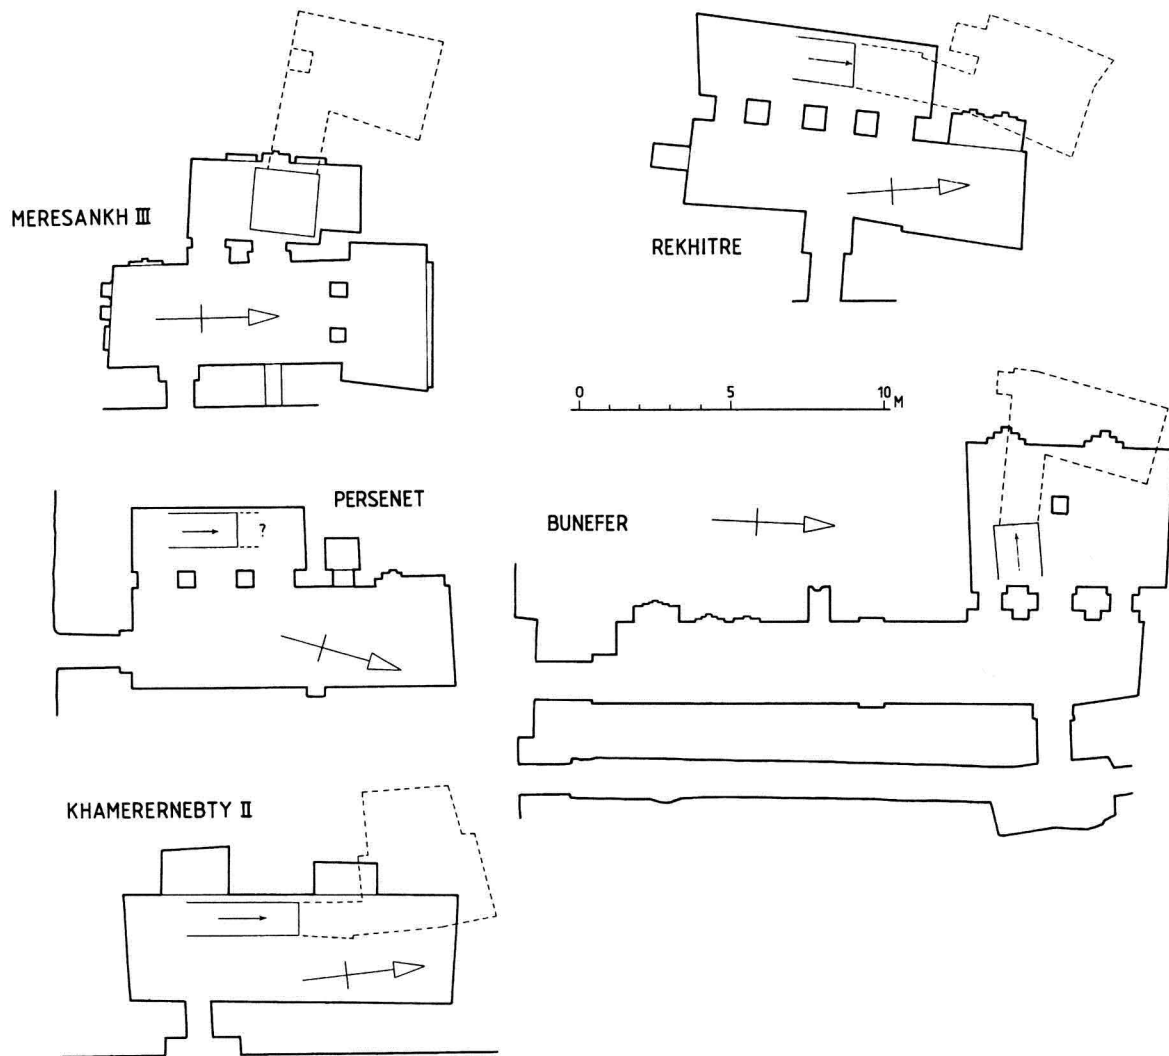 MERESANKH III
REKHITRE
0 5 10 M
PERSENET
?
BUNEFER
KHAMERERNEBTY II